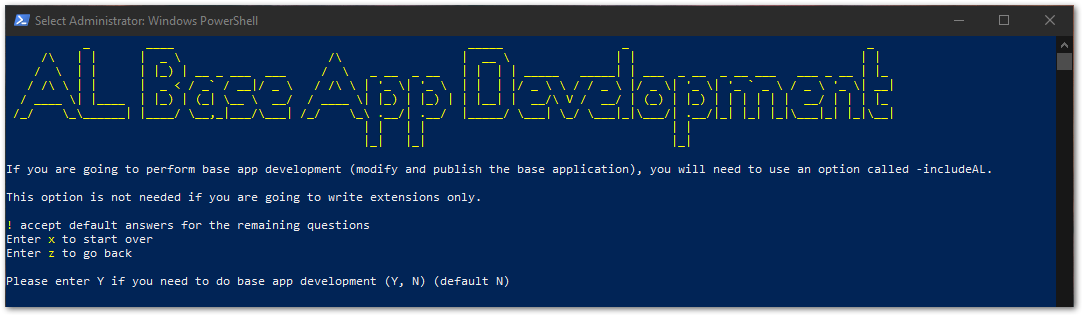 Select Administrator: Windows PowerShell
AL Base App Development
If you are going to perform base app development (modify and publish the base application), you will need to use an option called -includeAL.
This option is not needed if you are going to write extensions only.
! accept default answers for the remaining questions
Enter x to start over
Enter z to go back
Please enter Y if you need to do base app development (Y, N) (default N)